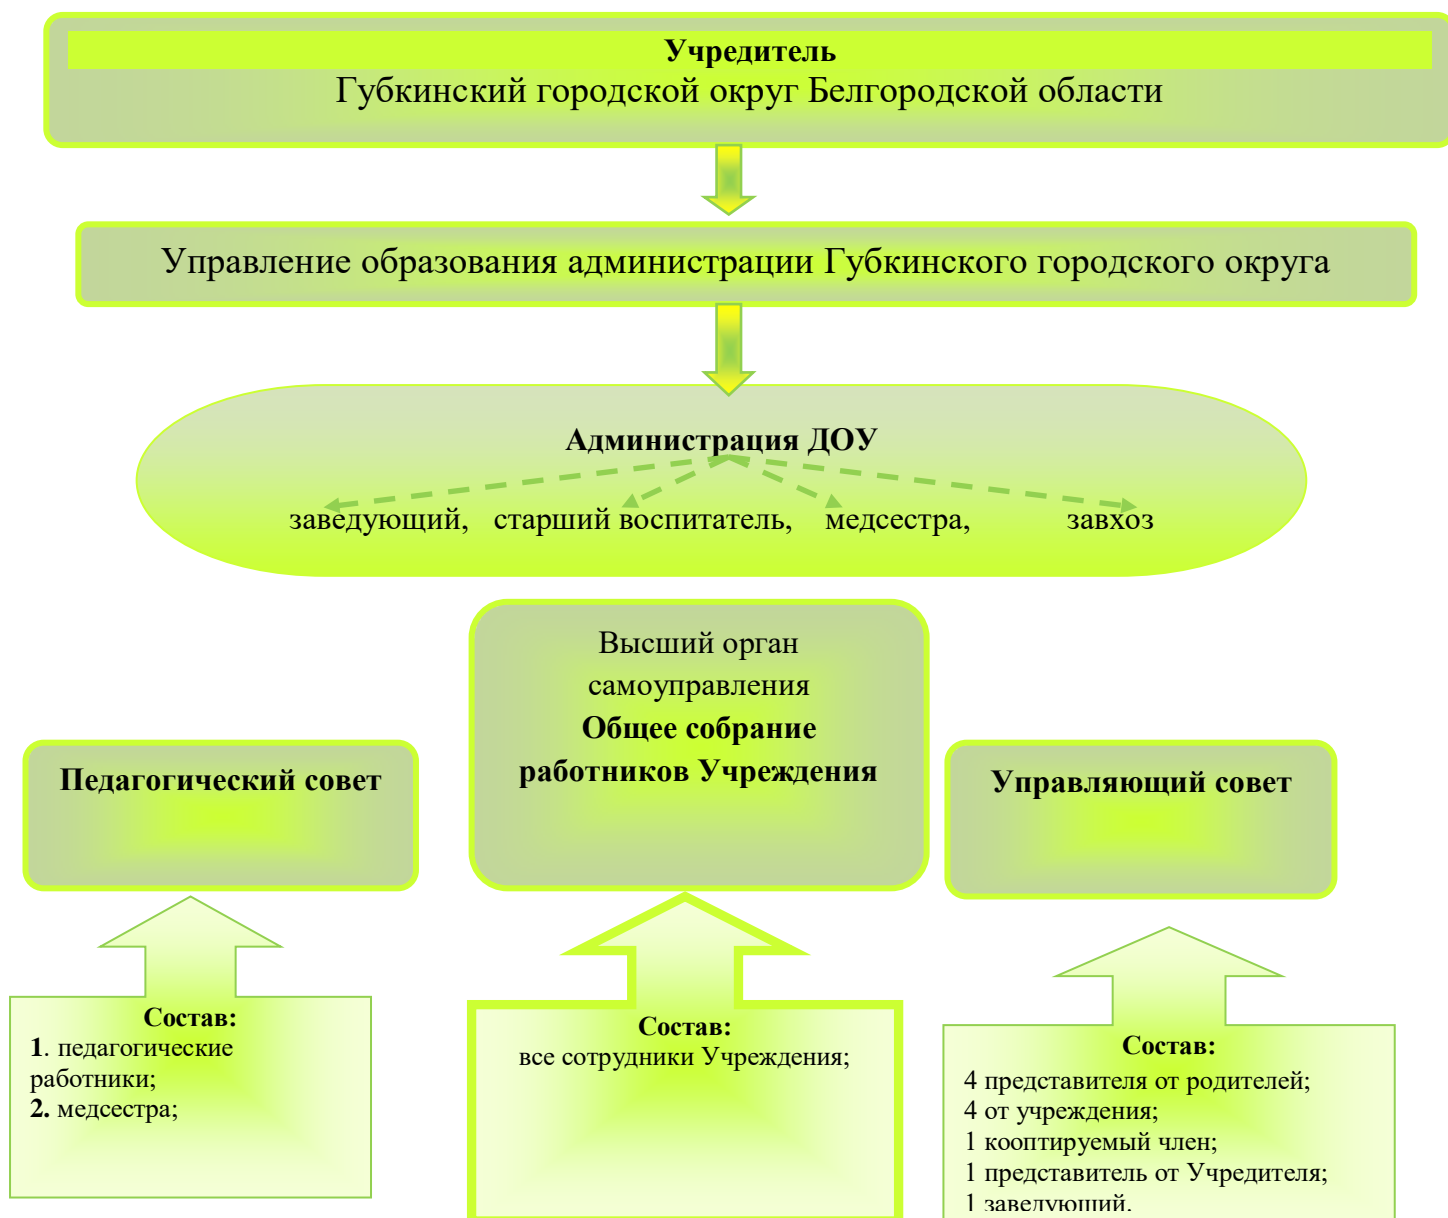 Учредитель
Губкинский городской округ Белгородской области
Управление образования администрации Губкинского городского округа
Администрация ДОУ
заведующий, старший воспитатель, медсестра, завхоз
Высший орган
самоуправления
Общее собрание
работников Учреждения
Педагогический совет
Управляющий совет
Состав:
1. педагогические
работники;
2. медсестра;
Состав:
все сотрудники Учреждения;
Состав:
4 представителя от родителей;
4 от учреждения;
1 кооптируемый член;
1 представитель от Учредителя;
1 заведующий.